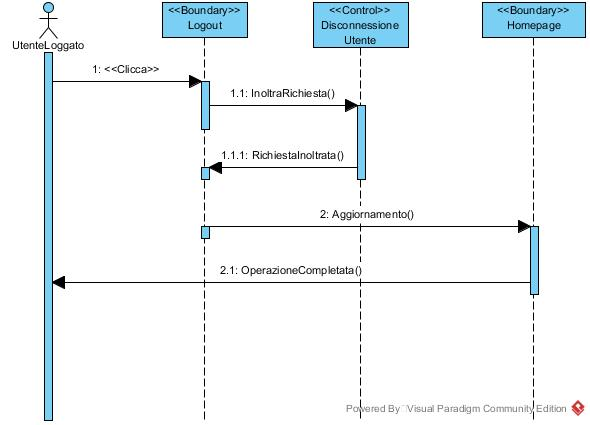 <<Boundary>>
Logout
<<Control>>
Disconnessione
Utente
<<Boundary>>
Homepage
UtenteLoggato
1: <<Clicca>>
1.1: InoltraRichiesta()
1.1.1: RichiestaInoltrata()
2: Aggiornamento()
2.1: OperazioneCompletata()
Powered By Visual Paradigm Community Edition